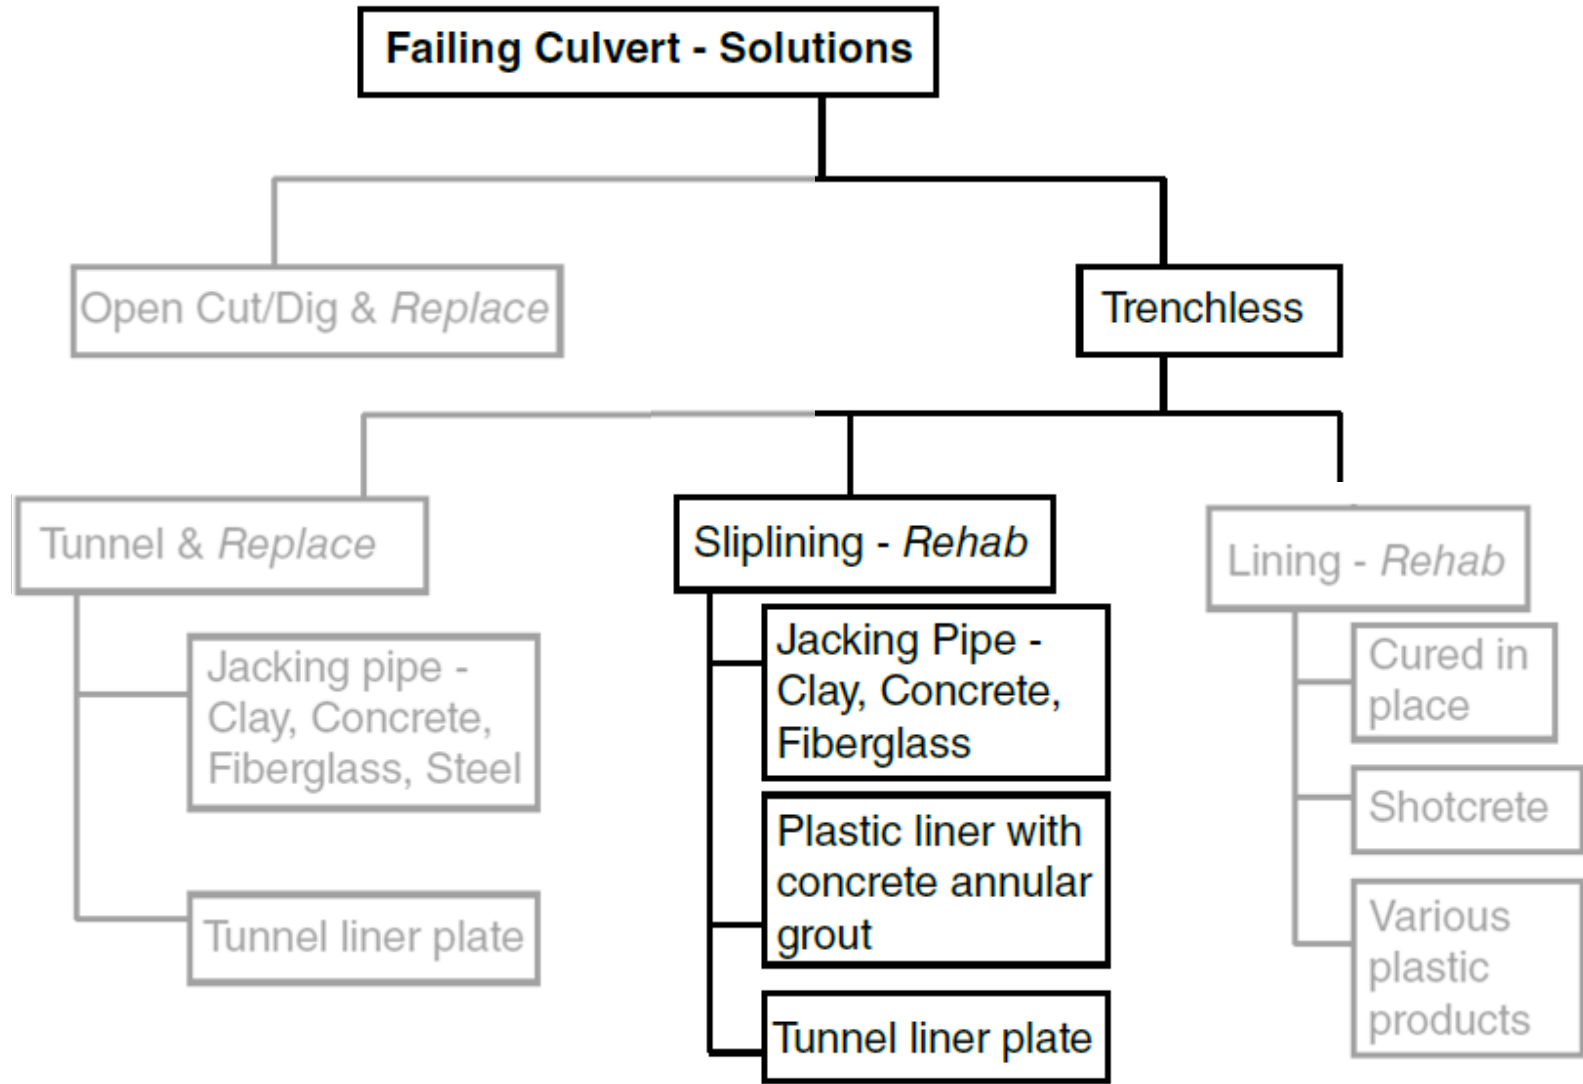 Failing Culvert - Solutions
Open Cut/Dig & Replace
Trenchless
Tunnel & Replace
Jacking pipe -
Clay, Concrete,
Fiberglass, Steel
Tunnel liner plate
Sliplining - Rehab
Jacking Pipe -
Clay, Concrete,
Fiberglass
Plastic liner with
concrete annular
grout
Tunnel liner plate
Lining - Rehab
Cured in
place
Shotcrete
Various
plastic
products